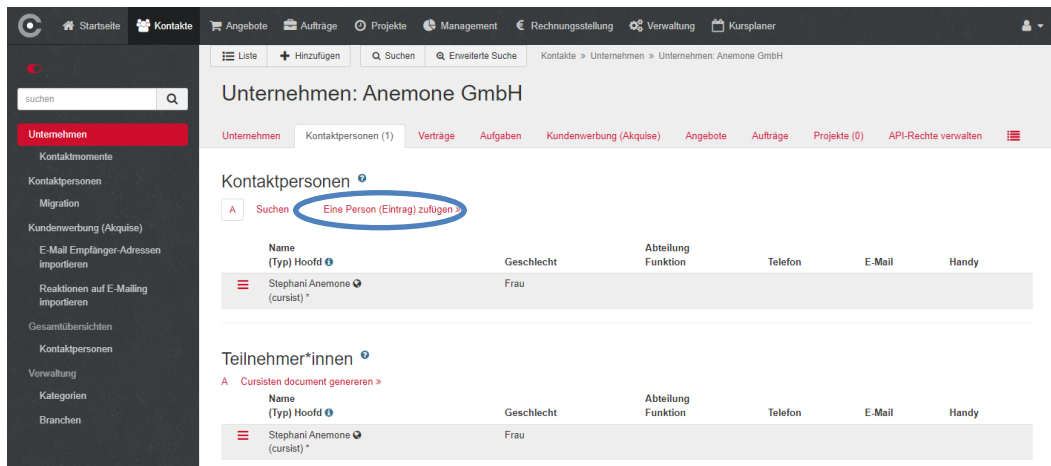 Startseite Kontakte Angebote Aufträge Projekte Management € Rechnungsstellung Verwaltung Kursplaner
Liste Hinzufügen Suchen Erweiterte Suche Kontakte » Unternehmen » Unternehmen: Anemone GmbH
suchen
Unternehmen: Anemone GmbH
Unternehmen
Kontaktmomente
Kontaktpersonen
Migration
Kundenwerbung (Akquise)
E-Mail Empfänger-Adressen
importieren
Reaktionen auf E-Mailing
importieren
Gesamtübersichten
Kontaktpersonen
Verwaltung
Kategorien
Branchen
Unternehmen Kontaktpersonen (1) Verträge Aufgaben Kundenwerbung (Akquise) Angebote Aufträge Projekte (0) API-Rechte verwalten
Kontaktpersonen
A Suchen Eine Person (Eintrag) zufügen »
Name Abteilung
(Typ) Hoofd Geschlecht Funktion Telefon E-Mail Handy
Stephani Anemone Frau
(cursist) *
Teilnehmer*innen
A Cursisten document genereren »
Name Abteilung
(Typ) Hoofd Geschlecht Funktion Telefon E-Mail Handy
Stephani Anemone Frau
(cursist) *